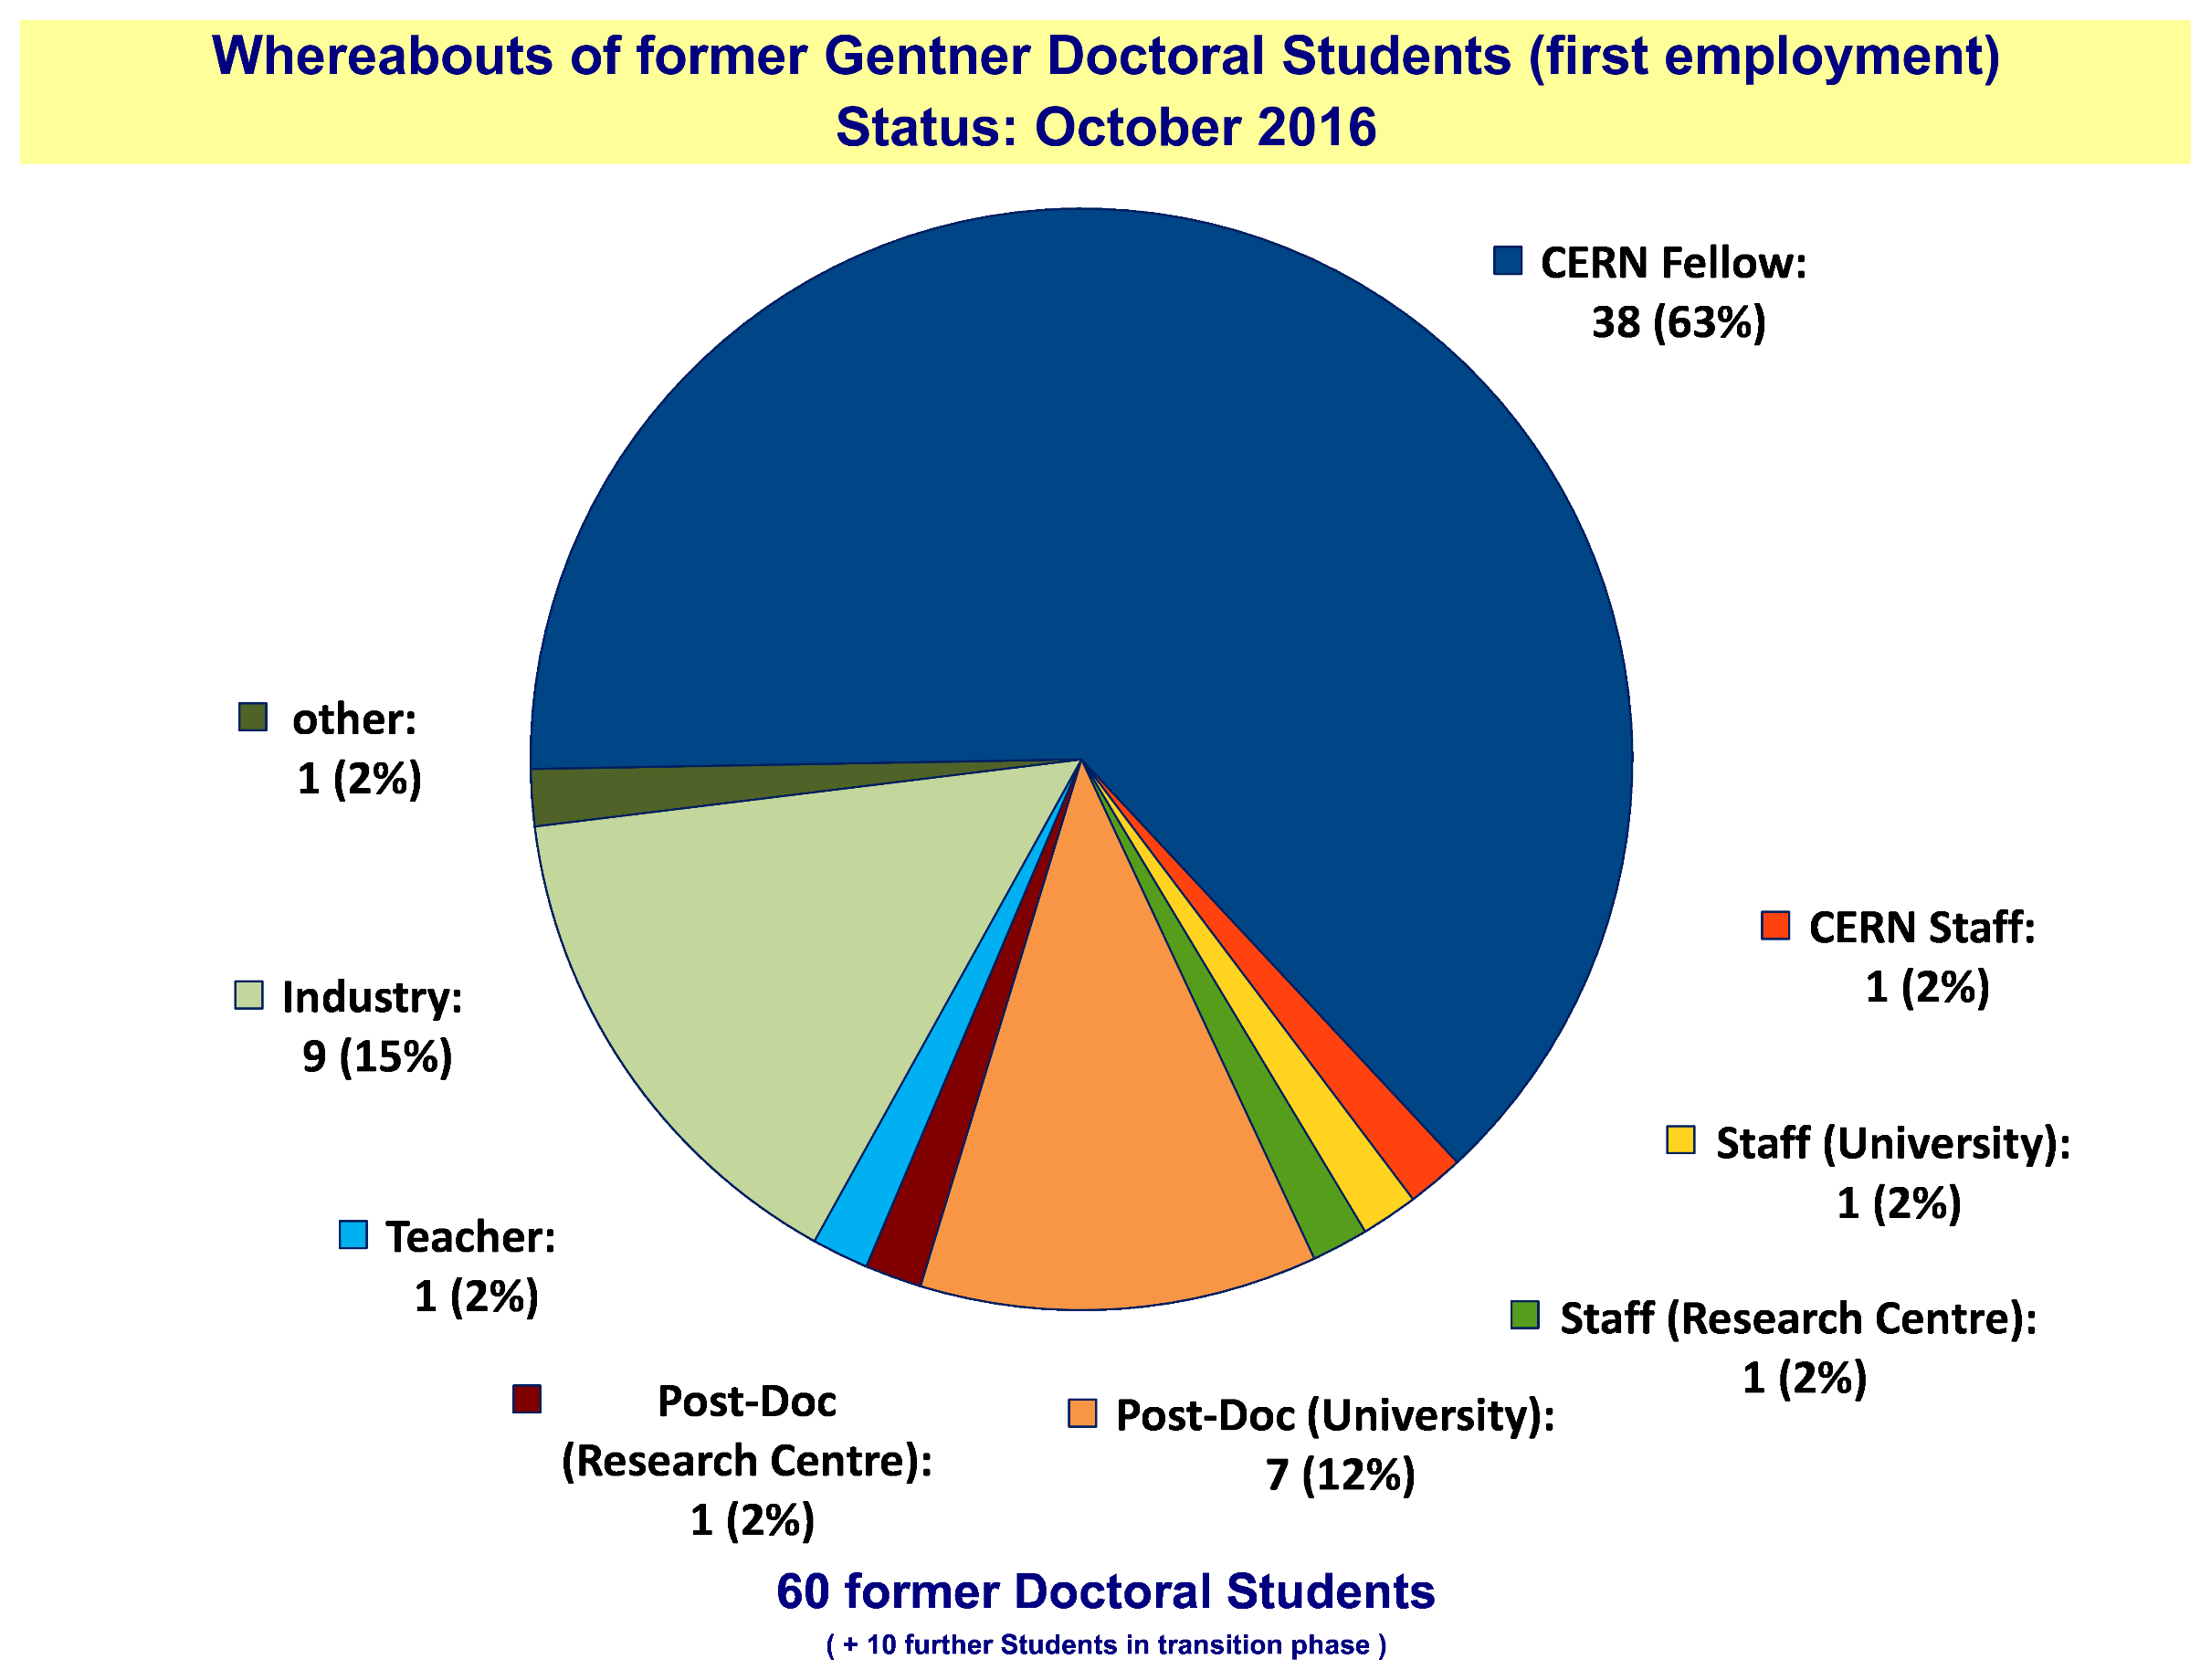 Whereabouts of former Gentner Doctoral Students (first employment)
Status: October 2016
CERN Fellow:
38 (63%)
CERN Staff:
1 (2%)
Staff (University):
1 (2%)
Staff (Research Centre):
1 (2%)
Post-Doc (University):
7 (12%)
Post-Doc
(Research Centre):
1 (2%)
Teacher:
1 (2%)
Industry:
9 (15%)
other:
1 (2%)
60 former Doctoral Students
( + 10 further Students in transition phase )